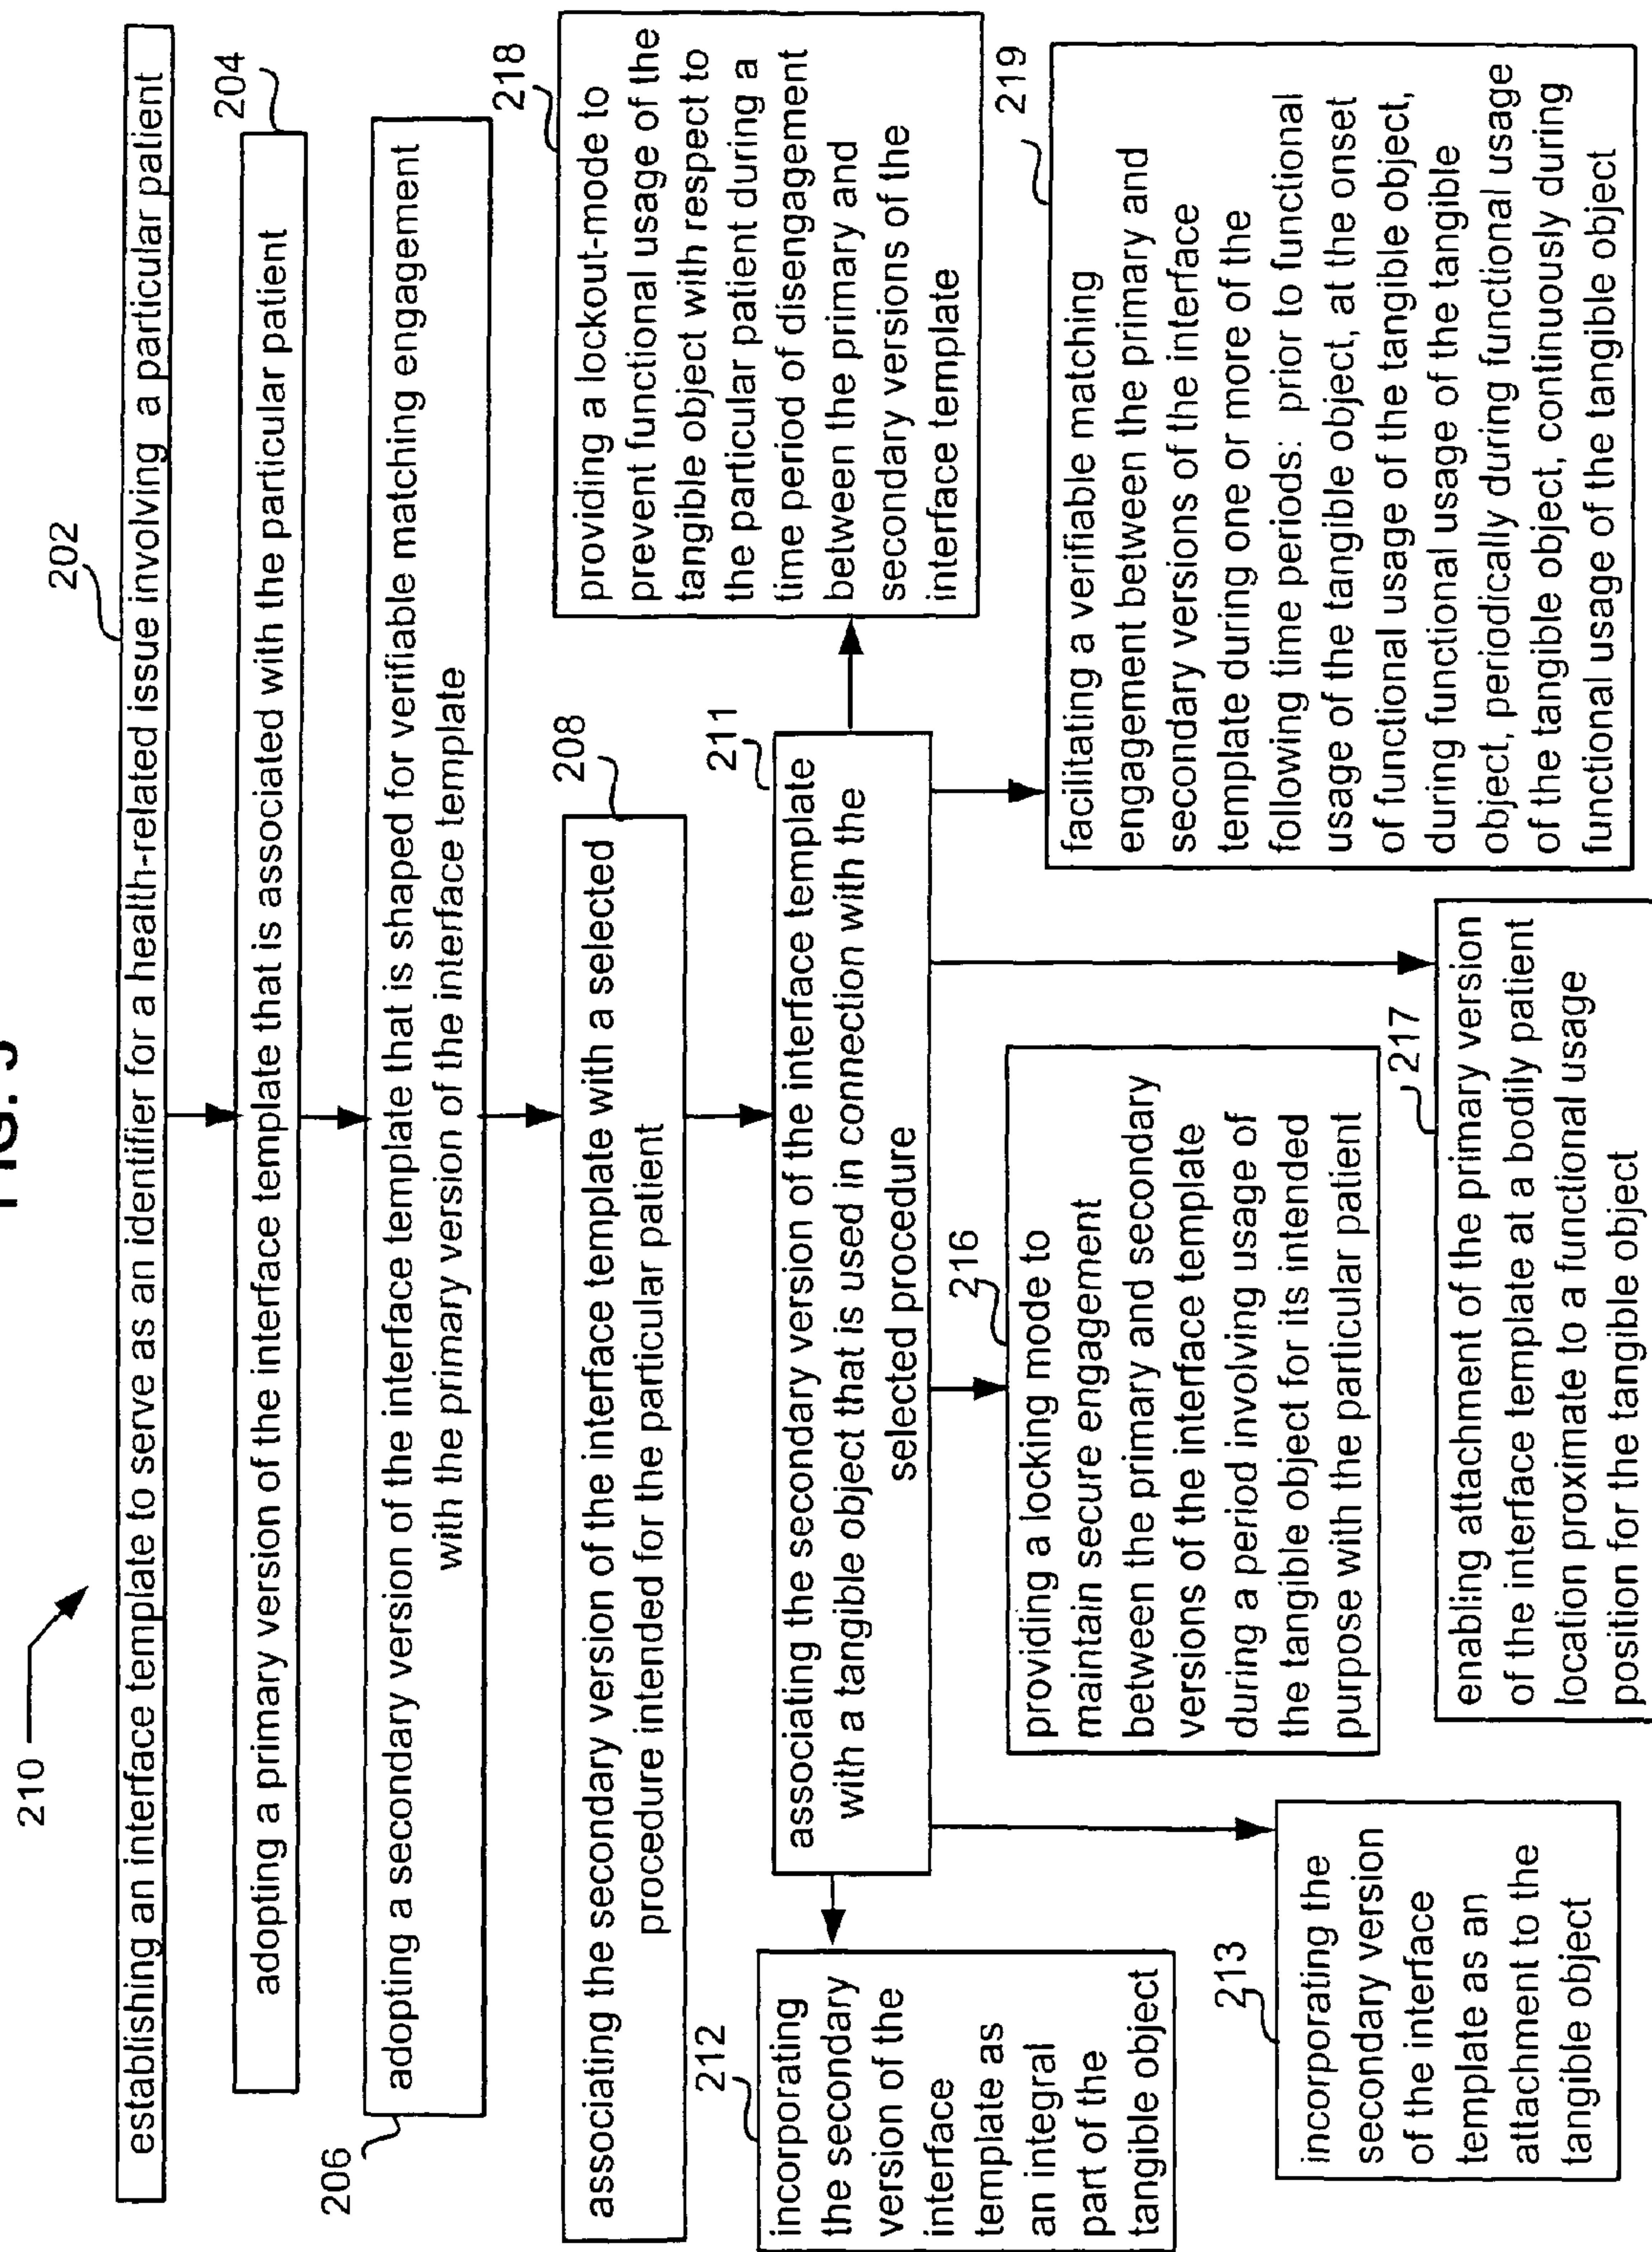 FIG.
210
202
establishing an interface template to serve as an identifier for a health-related issue involving a particular patient
204
adopting a primary version of the interface template that is associated with the particular patient
206
adopting a secondary version of the interface template that is shaped for verifiable matching engagement
with the primary version of the interface template
208
associating the secondary version of the interface template with a selected
procedure intended for the particular patient
211
associating the secondary version of the interface template
with a tangible object that is used in connection with the
selected procedure
212
incorporating
the secondary
version of the
interface
template as
an integral
part of the
tangible object
213
incorporating the
secondary version
of the interface
template as an
attachment to the
tangible object
216
providing a locking mode to
maintain secure engagement
between the primary and secondary
versions of the interface template
during a period involving usage of
the tangible object for its intended
purpose with the particular patient
217
enabling attachment of the primary version
of the interface template at a bodily patient
location proximate to a functional usage
position for the tangible object
218
providing a lockout-mode to
prevent functional usage of the
tangible object with respect to
the particular patient during a
time period of disengagement
between the primary and
secondary versions of the
interface template
219
facilitating a verifiable matching
engagement between the primary and
secondary versions of the interface
template during one or more of the
following time periods: prior to functional
usage of the tangible object, at the onset
of functional usage of the tangible object,
during functional usage of the tangible
object, periodically during functional usage
of the tangible object, continuously during
functional usage of the tangible object